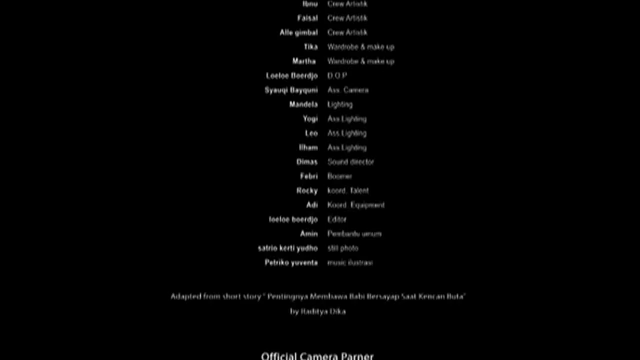 Ibnu Crew Artistik
Faisal Crew Artistik
Alle gimbal Crew Artistik
Tika Wardrobe & make up
Martha Wardrobe & make up
Loeloe Boerdjo D O P
Syauqi Bayquni Ass. Camera
Mandela Lighting
Yogi Ass Lighting
Leo Ass Lighting
Ilham Ass Lighting
Dimas Sound director
Febri Boomer
Rocky koord. Talent
Adi Koord. Equipment
loeloe boerdjo Editor
Amin Pembantu umum
satrio kerti yudho still photo
Petriko yuventa music ilustrasi
Adapted from short story " Pentingnya Membawa Babi Bersayap Saat Kencan Buta"
by Raditya Dika
Official Camera Parner